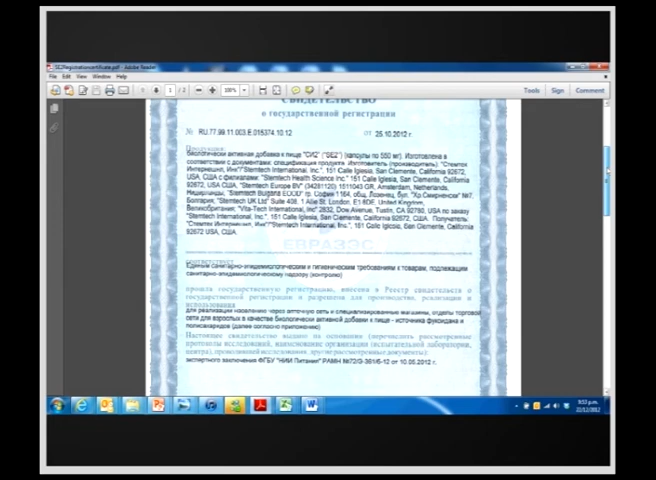 SE2Registrationcertificate.pdf - Adobe Reader
File Edit View Window Help
1 / 2 100% Tools Sign Comment
СВИДЕТЕЛЬСТВО
о государственной регистрации
№ RU.77.99.11.003.Е.015374.10.12 от 25.10.2012 г.
Продукция
биологически активная добавка к пище "СИ2" ("SE2") (капсулы по 550 мг). Изготовлена в
соответствии с документами: спецификация продукта. Изготовитель (производитель): "Стемтек
Интернешнл, Инк"/"Stemtech International, Inc.", 151 Calle Iglesia, San Clemente, California 92672,
USA, США с филиалами: "Stemtech Health Science Inc.", 151 Calle Iglesia, San Clemente, California
92672, USA США, "Stemtech Europe BV" (34281120) 1511043 GR, Amsterdam, Netherlands,
Нидерланды, "Stemtech Bulgaria EOOD" гр. София 1164, общ. Лозенец, бул. "Хр.Смирненски" №7,
Болгария; "Stemtech UK Ltd" Suite 408, 1 Alie St, London, E1 8DE, United Kingdom,
Великобритания; "Vita-Tech International, Inc" 2832, Dow Avenue, Tustin, CA 92780, USA по заказу
"Stemtech International, Inc.", 151 Calle Iglesia, San Clemente, California 92672, США. Получатель:
"Стемтек Интернешнл, Инк"/"Stemtech International, Inc.", 151 Calle Iglesia, San Clemente, California
92672 USA, США.
ЕВРАЗЭС
соответствует
Единым санитарно-эпидемиологическим и гигиеническим требованиям к товарам, подлежащим
санитарно-эпидемиологическому надзору (контролю)
прошла государственную регистрацию, внесена в Реестр свидетельств о
государственной регистрации и разрешена для производства, реализации и
использования
для реализации населению через аптечную сеть и специализированные магазины, отделы торговой
сети для взрослых в качестве биологически активной добавки к пище - источника фукоидана и
полисахаридов (далее согласно приложению)
Настоящее свидетельство выдано на основании (перечислить рассмотренные
протоколы исследований, наименование организации (испытательной лаборатории,
центра), проводившей исследования, другие рассмотренные документы):
экспертного заключения ФГБУ "НИИ Питания" РАМН №72/Э-361/б-12 от 10.05.2012 г.
9:53 p.m.
22/12/2012